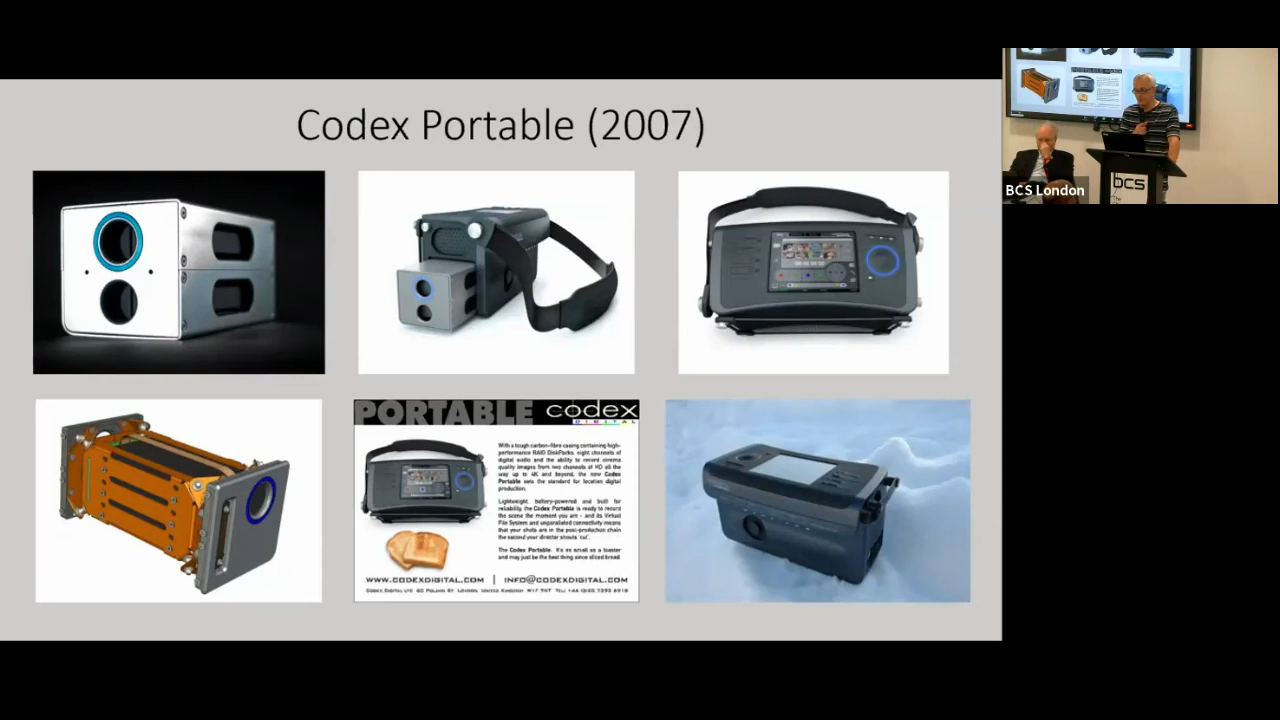 Codex Portable (2007)
PORTABLE codex
DIGITAL
With a tough carbon-fibre casing containing high-
performance RAID DiskPacks, eight channels of
digital audio and the ability to record cinema
quality images from two channels of HD all the
way up to 4K and beyond, the new Codex
Portable sets the standard for location digital
production.
Lightweight, battery-powered and built for
reliability, the Codex Portable is ready to record
the scene the moment you are - and its Virtual
File System and unparalleled connectivity means
that your shots are in the post-production chain
the second your director shouts 'cut'.
The Codex Portable. It's as small as a toaster
and may just be the best thing since sliced bread.
WWW.CODEXDIGITAL.COM | INFO@CODEXDIGITAL.COM
CODEX DIGITAL LTD 60 POLAND ST LONDON, UNITED KINGDOM W1F 7NT TEL: +44 (0)20 7292 6918
bcs
The
BCS London